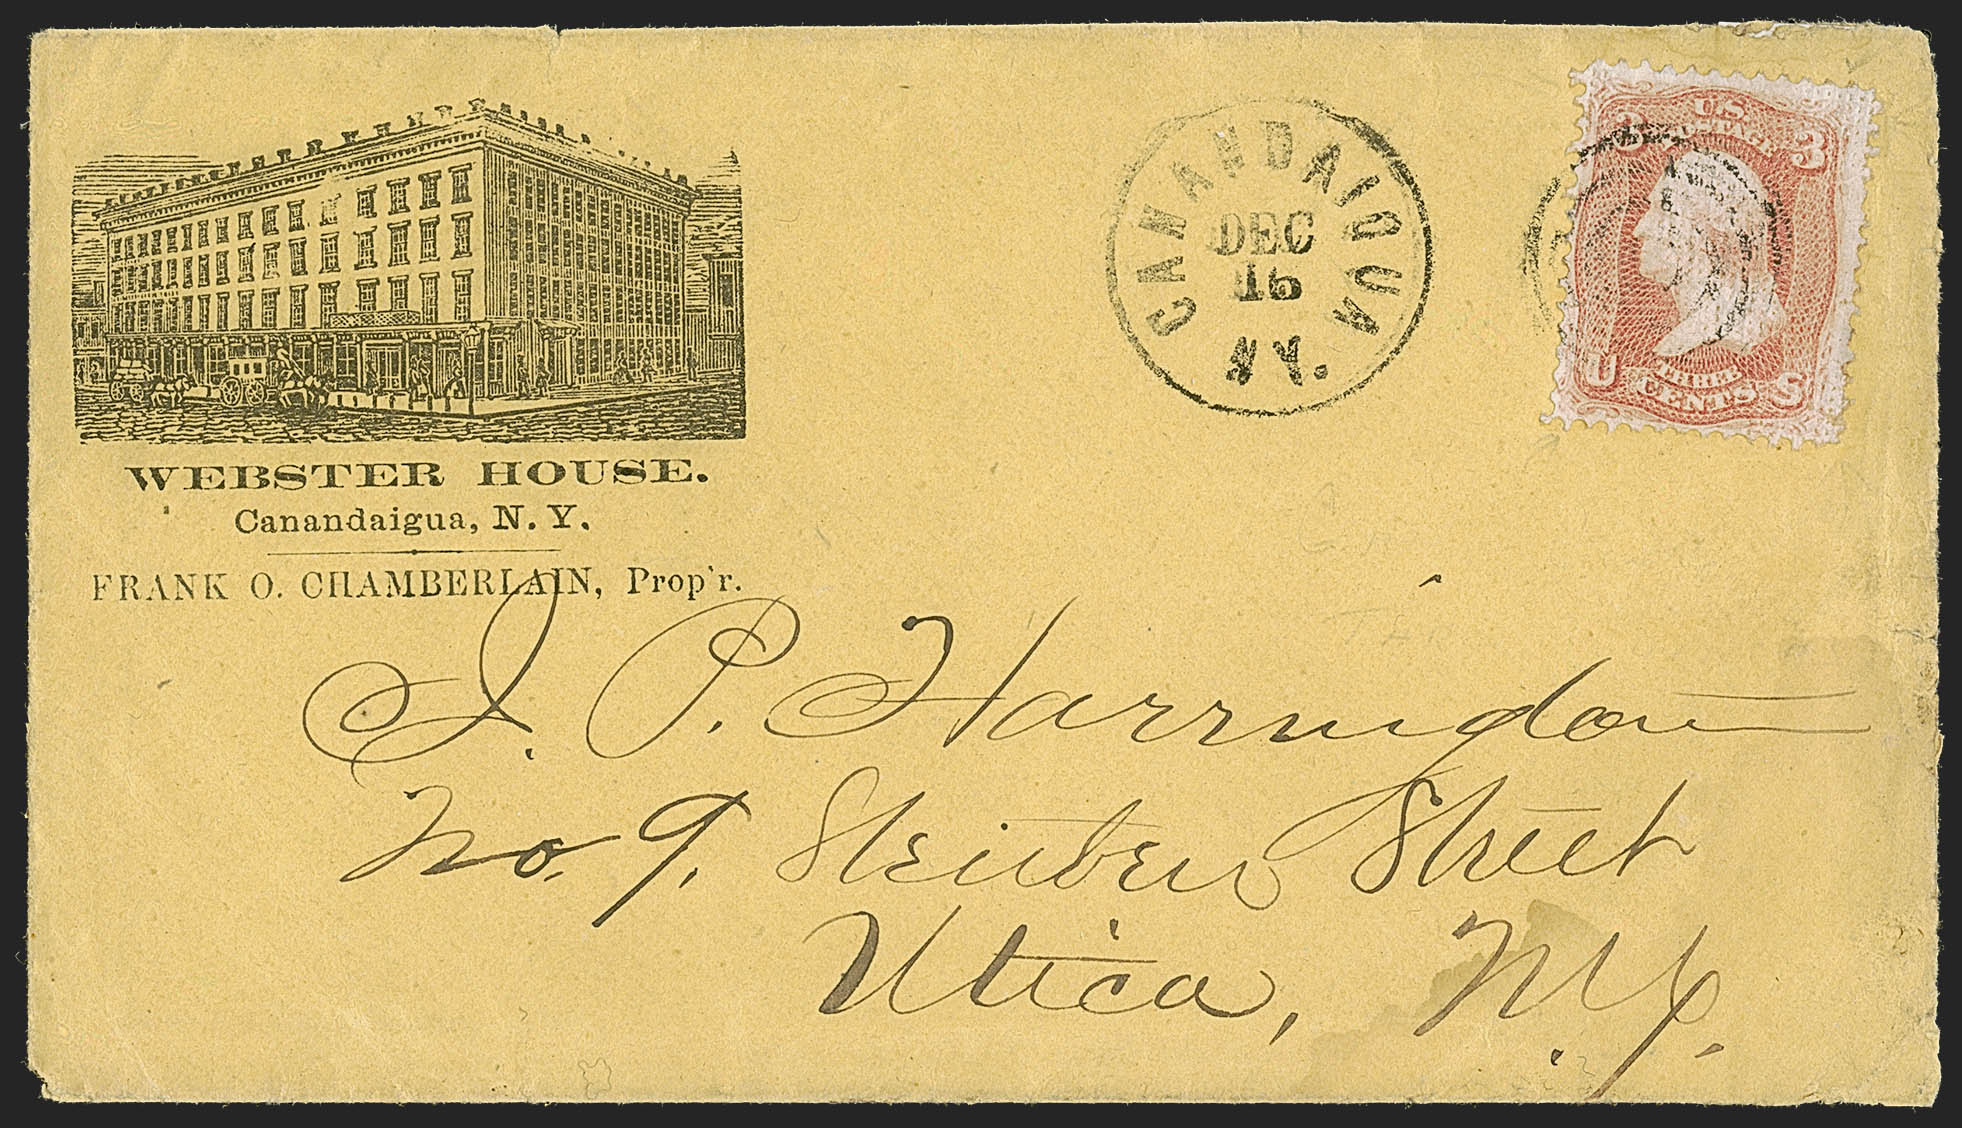 WEBSTER HOUSE.
Canandaigua, N. Y.
FRANK O. CHAMBERLAIN, Prop'r.
CANANDAIGUA
DEC
16
N.Y.
U.S.
POSTAGE
3 3
U S
THREE
CENTS
J. P. Harrington
No. 9. Steuben Street
Utica, N.Y.